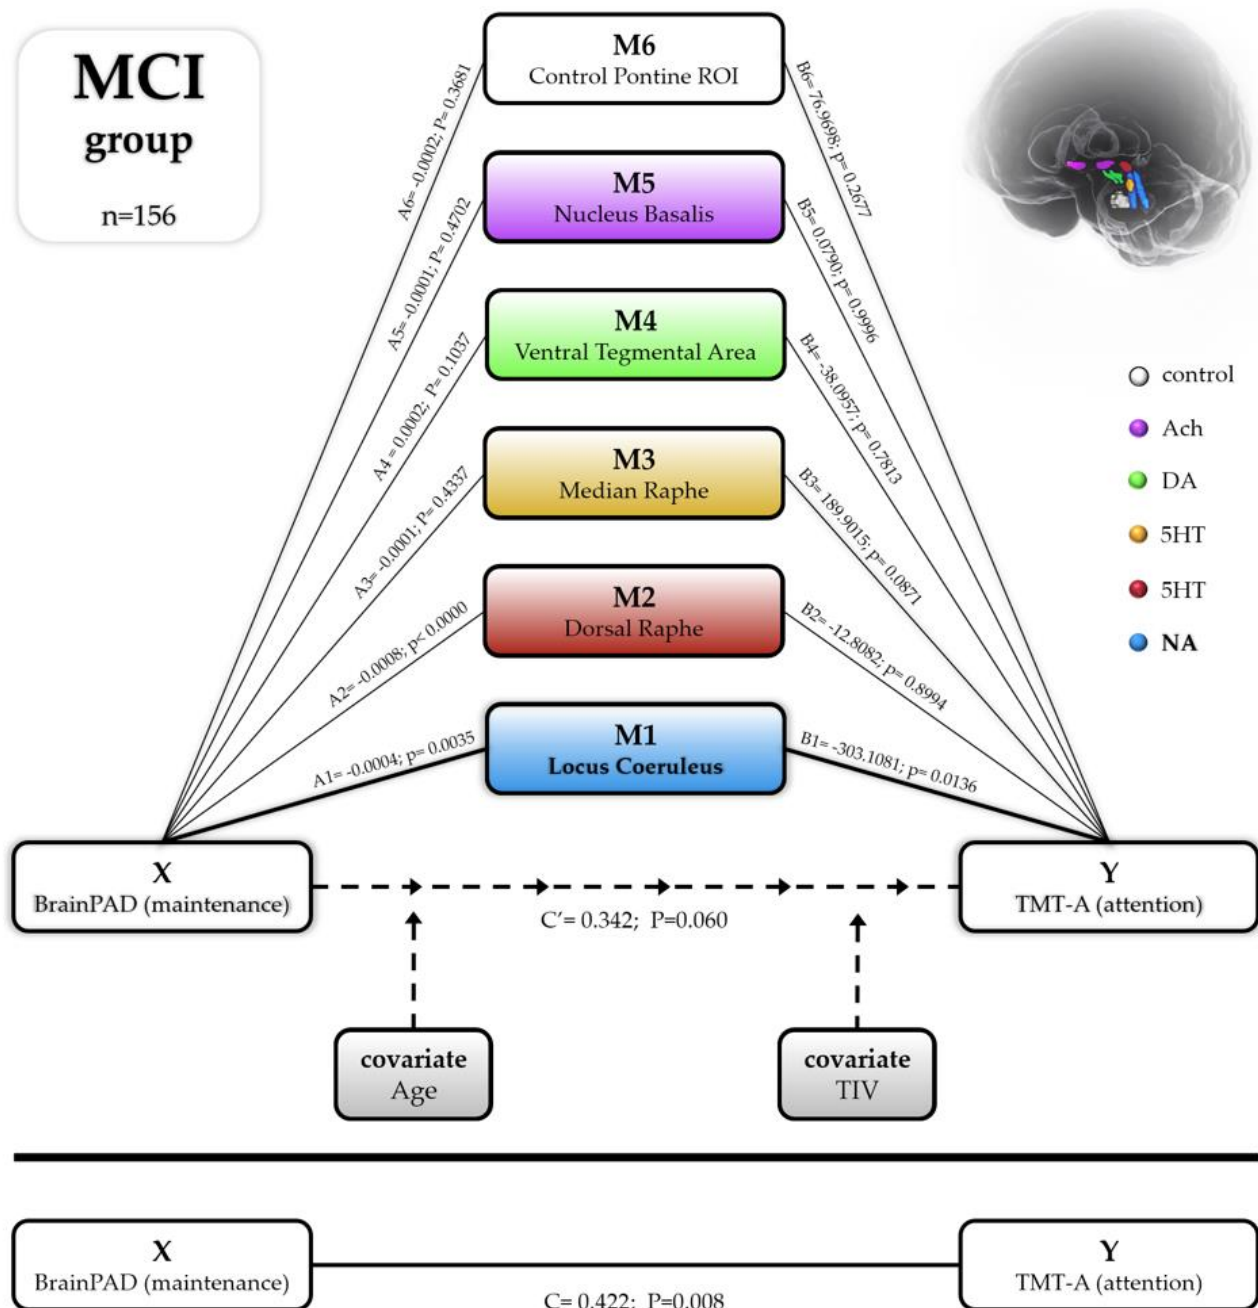 MCI
group
n=156
M6
Control Pontine ROI
M5
Nucleus Basalis
M4
Ventral Tegmental Area
M3
Median Raphe
M2
Dorsal Raphe
M1
Locus Coeruleus
A6= -0.0002; P= 0.3681
A5= -0.0001; P= 0.4702
A4 = 0.0002;  P= 0.1037
A3= -0.0001; P= 0.4337
A2= -0.0008; p< 0.0000
A1= -0.0004; p= 0.0035
B6= 76.9698; p= 0.2677
B5= 0.0790; p= 0.9996
B4= -38.0957; p= 0.7813
B3= 189.9015; p= 0.0871
B2= -12.8082; p= 0.8994
B1= -303.1081; p= 0.0136
control
Ach
DA
5HT
5HT
NA
X
BrainPAD (maintenance)
Y
TMT-A (attention)
C′= 0.342;  P=0.060
covariate
Age
covariate
TIV
X
BrainPAD (maintenance)
Y
TMT-A (attention)
C= 0.422;  P=0.008